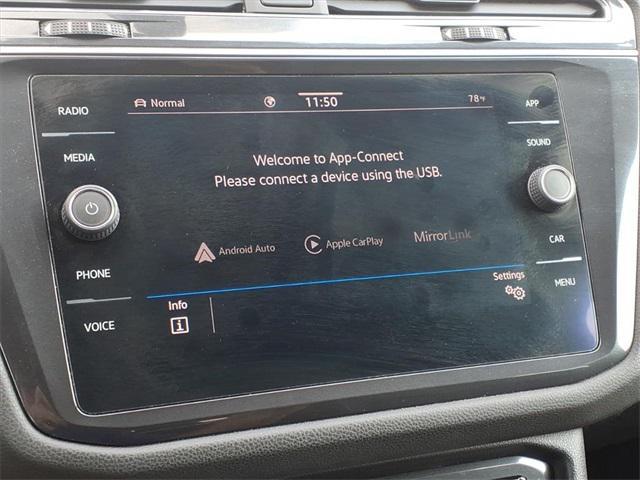 RADIO
MEDIA
PHONE
VOICE
Normal
11:50
78°F
Welcome to App-Connect
Please connect a device using the USB.
Android Auto
Apple CarPlay
MirrorLink
Settings
Info
i
APP
SOUND
CAR
MENU